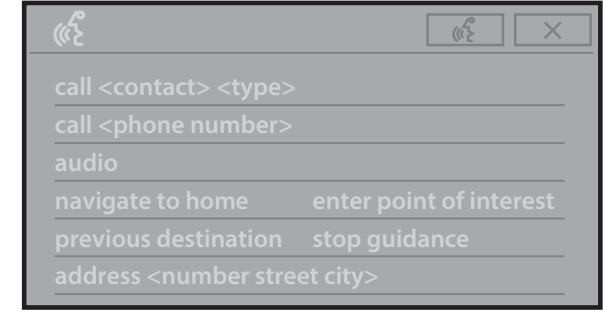 call <contact> <type>
call <phone number>
audio
navigate to home enter point of interest
previous destination stop guidance
address <number street city>